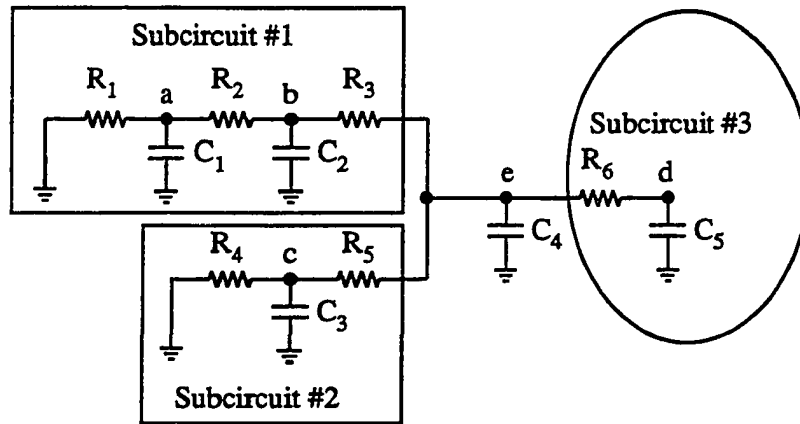 Subcircuit #1
R1 a R2 b R3
C1 C2
Subcircuit #3
R6 d
e
C4 C5
R4 c R5
C3
Subcircuit #2